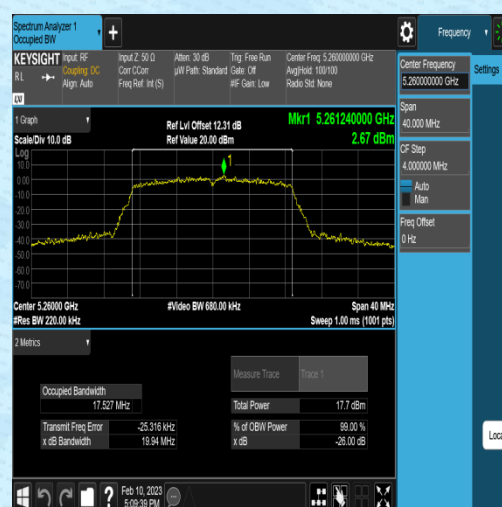 Spectrum Analyzer 1
Occupied BW
Frequency
KEYSIGHT
Input: RF
Coupling: DC
Align: Auto
Input Z: 50 Ω
Corr CCorr
Freq Ref: Int (S)
Atten: 30 dB
µW Path: Standard
Trig: Free Run
Gate: Off
#IF Gain: Low
Center Freq: 5.260000000 GHz
Avg|Hold: 100/100
Radio Std: None
RL
LXI
Center Frequency
5.260000000 GHz
Settings
Span
40.000 MHz
CF Step
4.000000 MHz
Auto
Man
Freq Offset
0 Hz
1 Graph
Scale/Div 10.0 dB
Ref Lvl Offset 12.31 dB
Ref Value 20.00 dBm
Mkr1 5.261240000 GHz
2.67 dBm
Log
10.0
0.00
-10.0
-20.0
-30.0
-40.0
-50.0
-60.0
-70.0
1
Center 5.26000 GHz
#Res BW 220.00 kHz
#Video BW 680.00 kHz
Span 40 MHz
Sweep 1.00 ms (1001 pts)
2 Metrics
Measure Trace
Trace 1
Occupied Bandwidth
17.527 MHz
Total Power
17.7 dBm
Transmit Freq Error
-25.316 kHz
% of OBW Power
99.00 %
x dB Bandwidth
19.94 MHz
x dB
-26.00 dB
Loca
?
Feb 10, 2023
5:09:39 PM